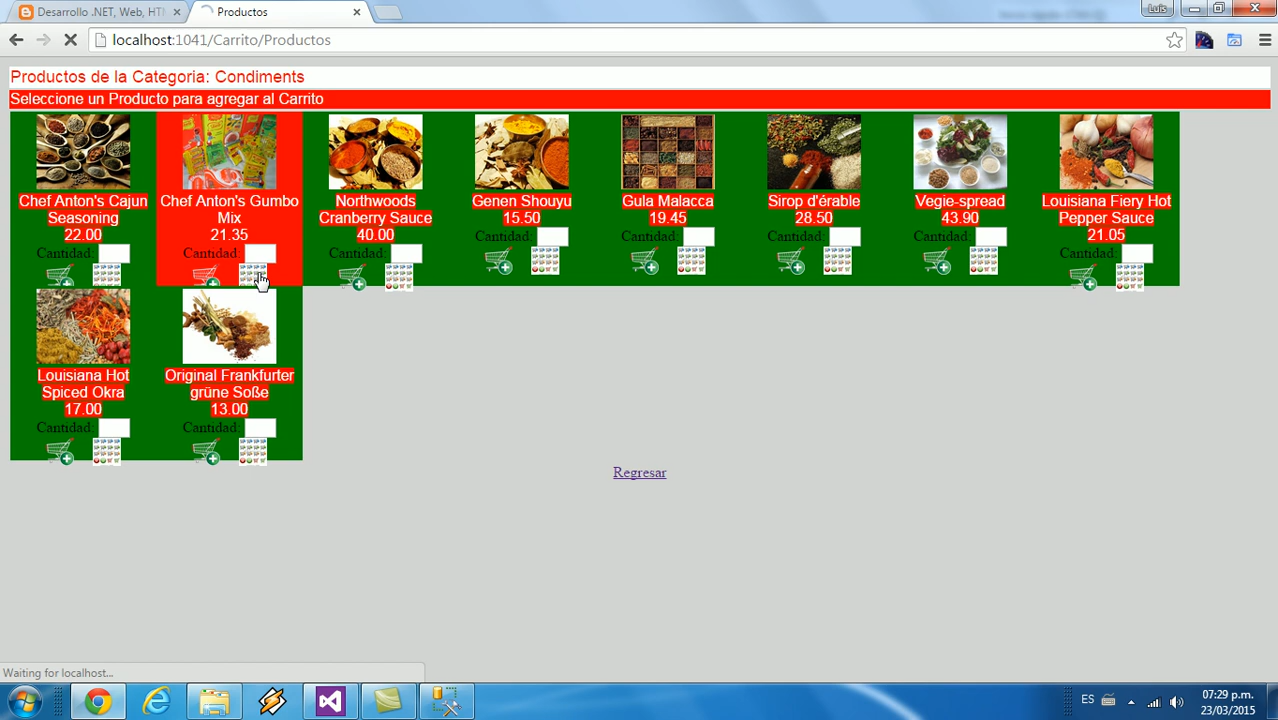 Desarrollo .NET, Web, HT
Productos
Luis
localhost:1041/Carrito/Productos
Productos de la Categoria: Condiments
Seleccione un Producto para agregar al Carrito
Chef Anton's Cajun
Seasoning
22.00
Cantidad:
Chef Anton's Gumbo
Mix
21.35
Cantidad:
Northwoods
Cranberry Sauce
40.00
Cantidad:
Genen Shouyu
15.50
Cantidad:
Gula Malacca
19.45
Cantidad:
Sirop d'érable
28.50
Cantidad:
Vegie-spread
43.90
Cantidad:
Louisiana Fiery Hot
Pepper Sauce
21.05
Cantidad:
Louisiana Hot
Spiced Okra
17.00
Cantidad:
Original Frankfurter
grüne Soße
13.00
Cantidad:
Regresar
Waiting for localhost...
ES
07:29 p.m.
23/03/2015